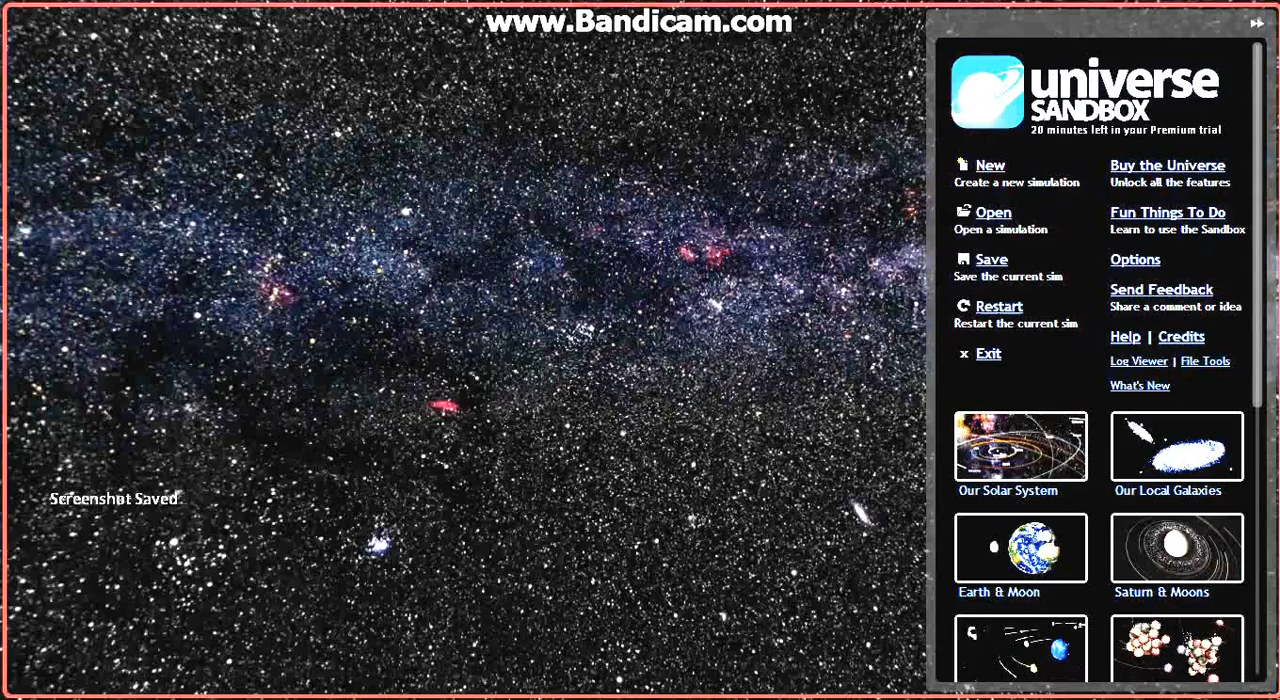 www.Bandicam.com
universe
SANDBOX
20 minutes left in your Premium trial
New
Create a new simulation
Open
Open a simulation
Save
Save the current sim
Restart
Restart the current sim
x Exit
Buy the Universe
Unlock all the features
Fun Things To Do
Learn to use the Sandbox
Options
Send Feedback
Share a comment or idea
Help | Credits
Log Viewer | File Tools
What's New
Our Solar System
Our Local Galaxies
Screenshot Saved
Earth & Moon
Saturn & Moons